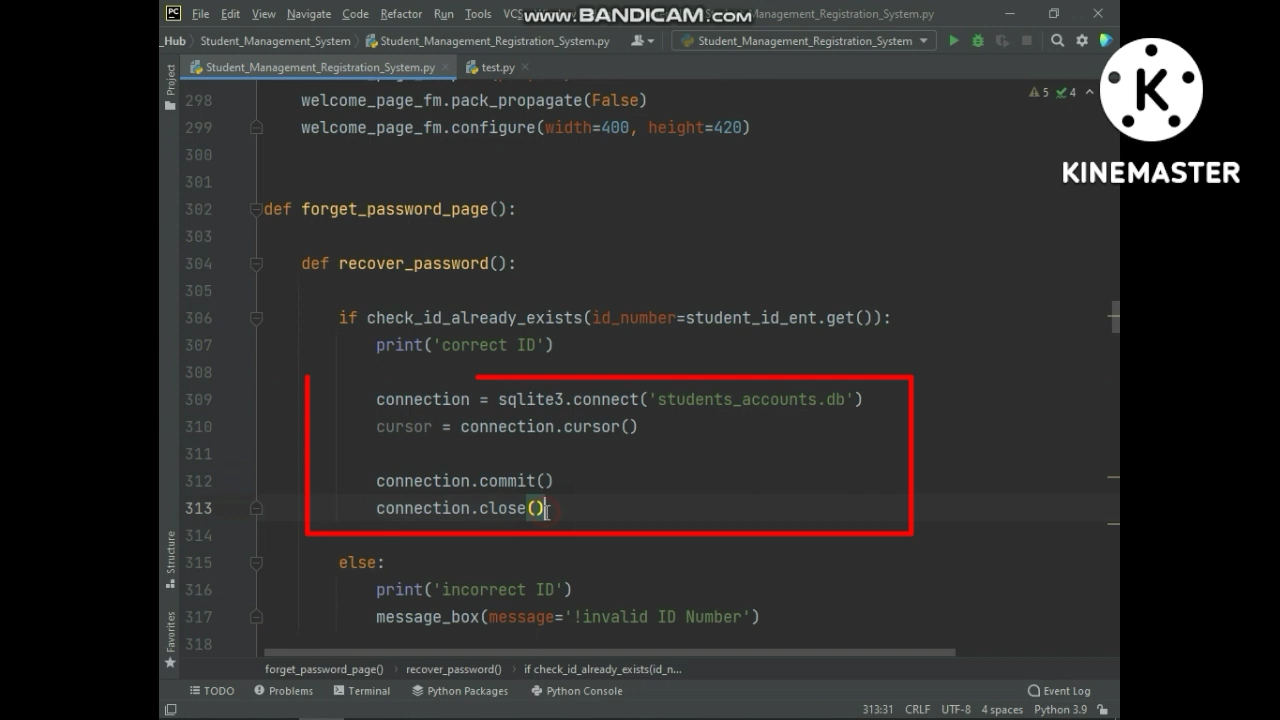 PC File Edit View Navigate Code Refactor Run Tools VCS www.BANDICAM.com _Management_Registration_System.py
_Hub Student_Management_System Student_Management_Registration_System.py Student_Management_Registration_System
Student_Management_Registration_System.py test.py
Project
K
KINEMASTER
5 4
298 welcome_page_fm.pack_propagate(False)
299 welcome_page_fm.configure(width=400, height=420)
300
301
302 def forget_password_page():
303
304 def recover_password():
305
306 if check_id_already_exists(id_number=student_id_ent.get()):
307 print('correct ID')
308
309 connection = sqlite3.connect('students_accounts.db')
310 cursor = connection.cursor()
311
312 connection.commit()
313 connection.close()
314
315 else:
316 print('incorrect ID')
317 message_box(message='!invalid ID Number')
318
Structure
Favorites
forget_password_page() recover_password() if check_id_already_exists(id_n...
TODO Problems Terminal Python Packages Python Console Event Log
313:31 CRLF UTF-8 4 spaces Python 3.9